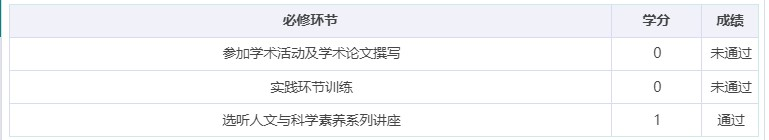 必修环节 学分 成绩
参加学术活动及学术论文撰写 0 未通过
实践环节训练 0 未通过
选听人文与科学素养系列讲座 1 通过